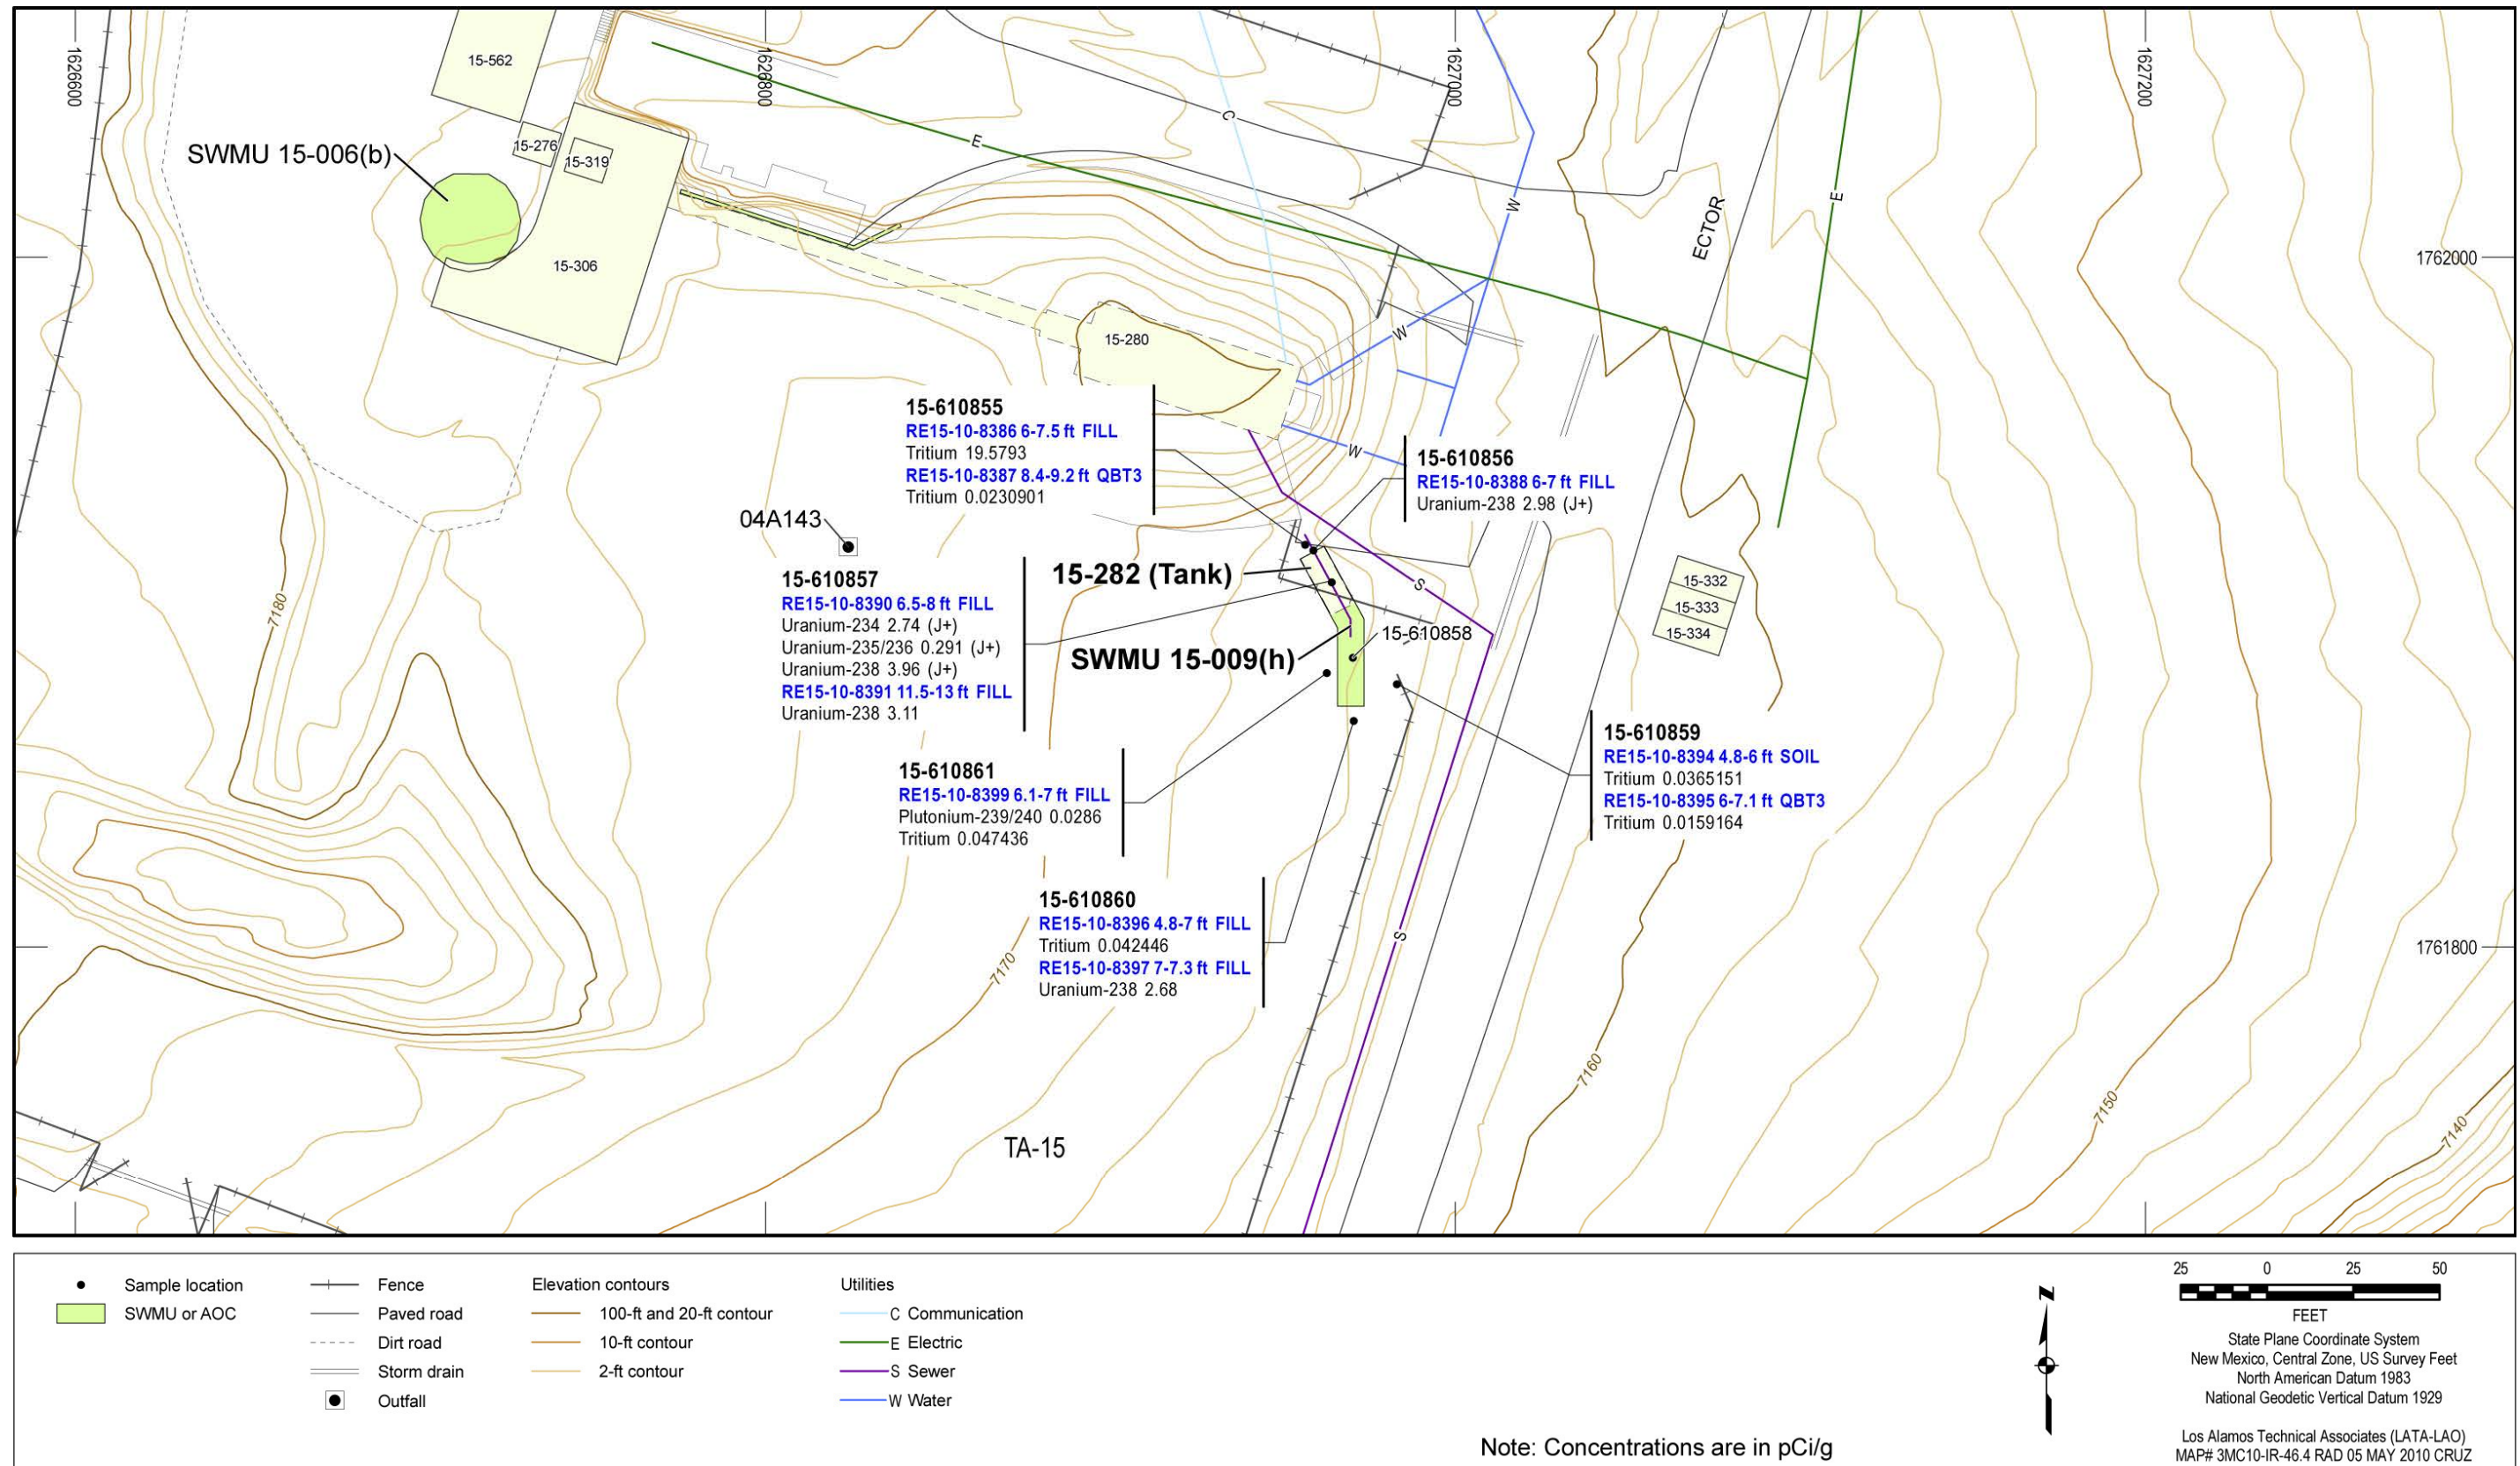 1626600
1626800
1627000
1627200
15-562
SWMU 15-006(b)
15-276
15-319
E
C
W
E
ECTOR
15-306
1762000
15-280
W
15-610855
RE15-10-8386 6-7.5 ft FILL
Tritium 19.5793
RE15-10-8387 8.4-9.2 ft QBT3
Tritium 0.0230901
W
15-610856
RE15-10-8388 6-7 ft FILL
Uranium-238 2.98 (J+)
04A143
7180
15-282 (Tank)
S
15-332
15-333
15-334
15-610857
RE15-10-8390 6.5-8 ft FILL
Uranium-234 2.74 (J+)
Uranium-235/236 0.291 (J+)
Uranium-238 3.96 (J+)
RE15-10-8391 11.5-13 ft FILL
Uranium-238 3.11
15-610858
SWMU 15-009(h)
15-610859
RE15-10-8394 4.8-6 ft SOIL
Tritium 0.0365151
RE15-10-8395 6-7.1 ft QBT3
Tritium 0.0159164
15-610861
RE15-10-8399 6.1-7 ft FILL
Plutonium-239/240 0.0286
Tritium 0.047436
15-610860
RE15-10-8396 4.8-7 ft FILL
Tritium 0.042446
RE15-10-8397 7-7.3 ft FILL
Uranium-238 2.68
S
1761800
7170
7160
7150
7140
TA-15
Sample location
SWMU or AOC
Fence
Paved road
Dirt road
Storm drain
Outfall
Elevation contours
100-ft and 20-ft contour
10-ft contour
2-ft contour
Utilities
C Communication
E Electric
S Sewer
W Water
Note: Concentrations are in pCi/g
N
25 0 25 50
FEET
State Plane Coordinate System
New Mexico, Central Zone, US Survey Feet
North American Datum 1983
National Geodetic Vertical Datum 1929
Los Alamos Technical Associates (LATA-LAO)
MAP# 3MC10-IR-46.4 RAD 05 MAY 2010 CRUZ